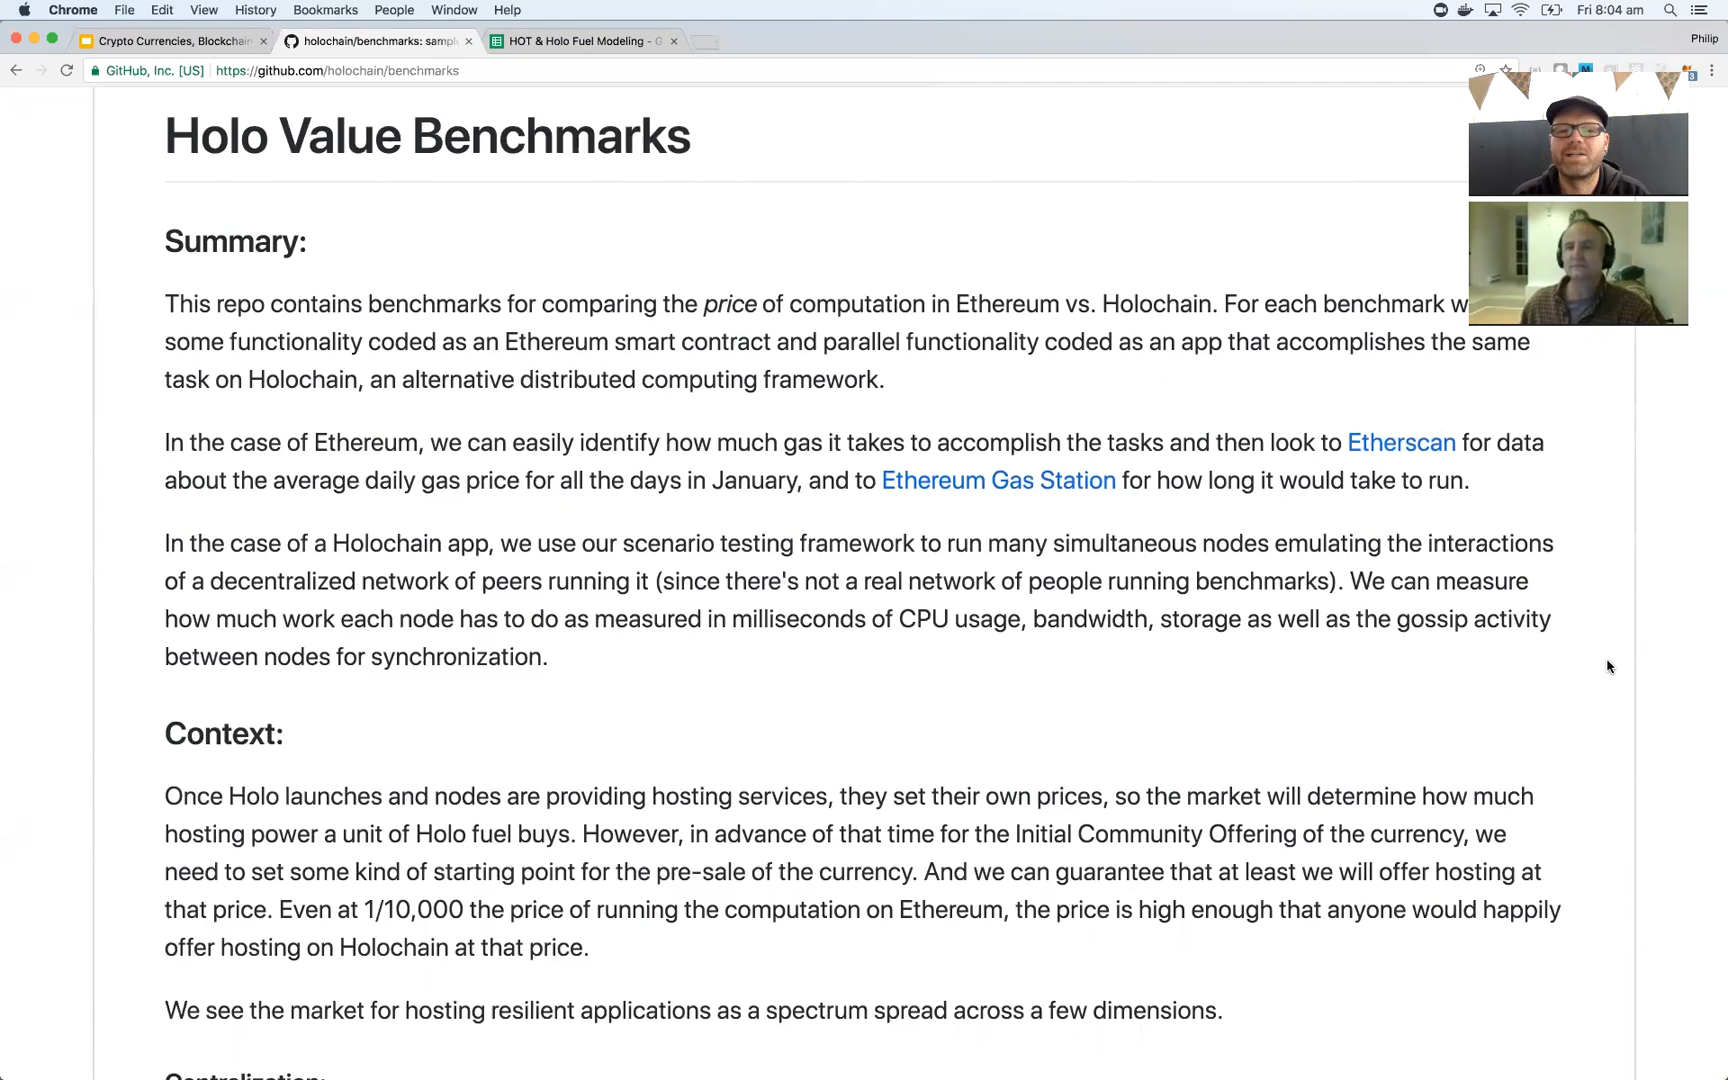 Chrome File Edit View History Bookmarks People Window Help Fri 8:04 am
Crypto Currencies, Blockchain holochain/benchmarks: sampl HOT & Holo Fuel Modeling - G Philip
GitHub, Inc. [US] https://github.com/holochain/benchmarks
Holo Value Benchmarks
Summary:
This repo contains benchmarks for comparing the price of computation in Ethereum vs. Holochain. For each benchmark w
some functionality coded as an Ethereum smart contract and parallel functionality coded as an app that accomplishes the same
task on Holochain, an alternative distributed computing framework.
In the case of Ethereum, we can easily identify how much gas it takes to accomplish the tasks and then look to Etherscan for data
about the average daily gas price for all the days in January, and to Ethereum Gas Station for how long it would take to run.
In the case of a Holochain app, we use our scenario testing framework to run many simultaneous nodes emulating the interactions
of a decentralized network of peers running it (since there's not a real network of people running benchmarks). We can measure
how much work each node has to do as measured in milliseconds of CPU usage, bandwidth, storage as well as the gossip activity
between nodes for synchronization.
Context:
Once Holo launches and nodes are providing hosting services, they set their own prices, so the market will determine how much
hosting power a unit of Holo fuel buys. However, in advance of that time for the Initial Community Offering of the currency, we
need to set some kind of starting point for the pre-sale of the currency. And we can guarantee that at least we will offer hosting at
that price. Even at 1/10,000 the price of running the computation on Ethereum, the price is high enough that anyone would happily
offer hosting on Holochain at that price.
We see the market for hosting resilient applications as a spectrum spread across a few dimensions.
Centralization: